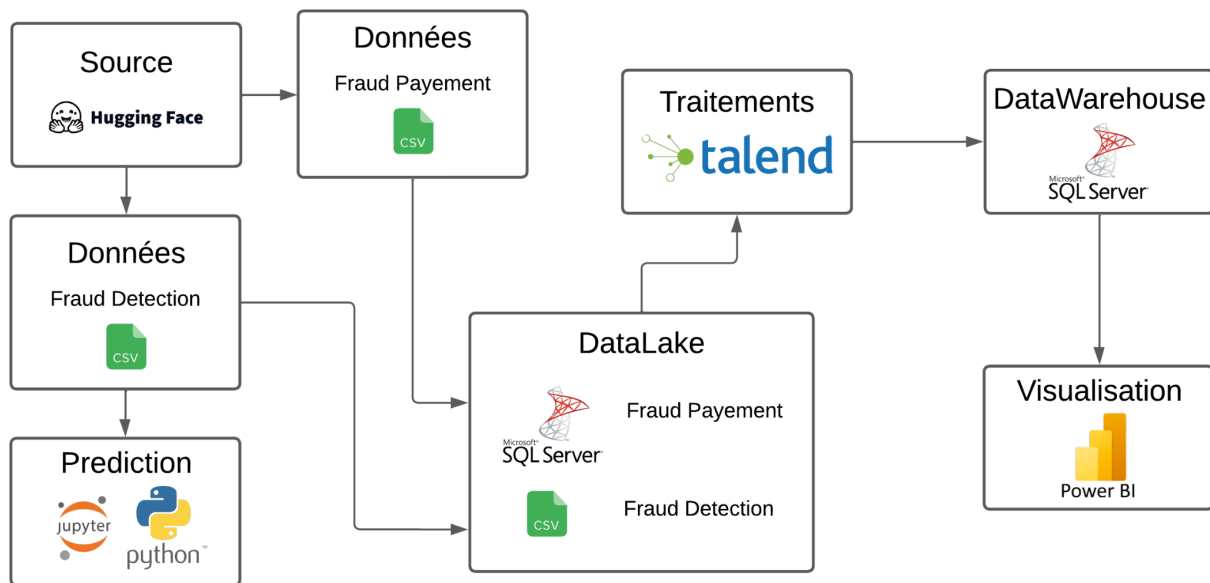 Source
Hugging Face
Données
Fraud Payement
CSV
Données
Fraud Detection
CSV
Prediction
jupyter
python™
DataLake
Microsoft®
SQL Server®
Fraud Payement
CSV
Fraud Detection
Traitements
talend
DataWarehouse
Microsoft®
SQL Server®
Visualisation
Power BI